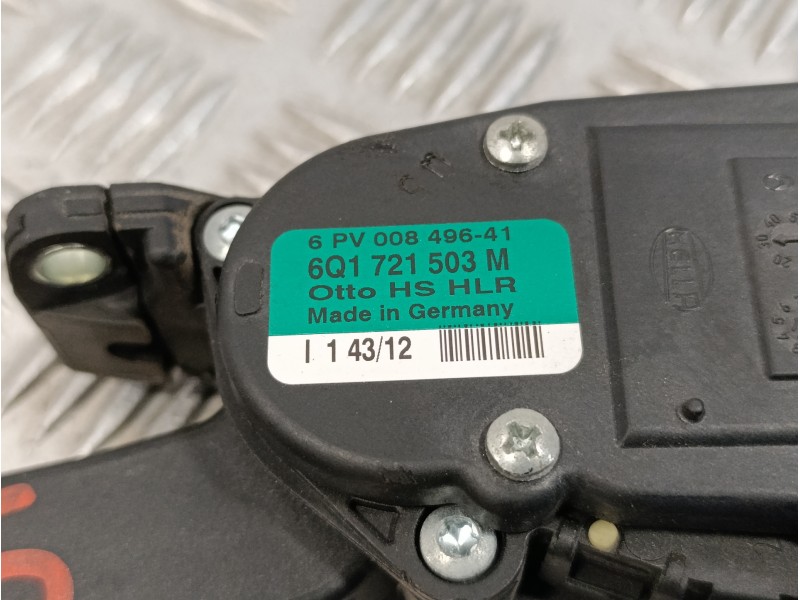 6 PV 008 496-41
6Q1 721 503 M
Otto HS HLR
Made in Germany
I 1 43/12
HELLA